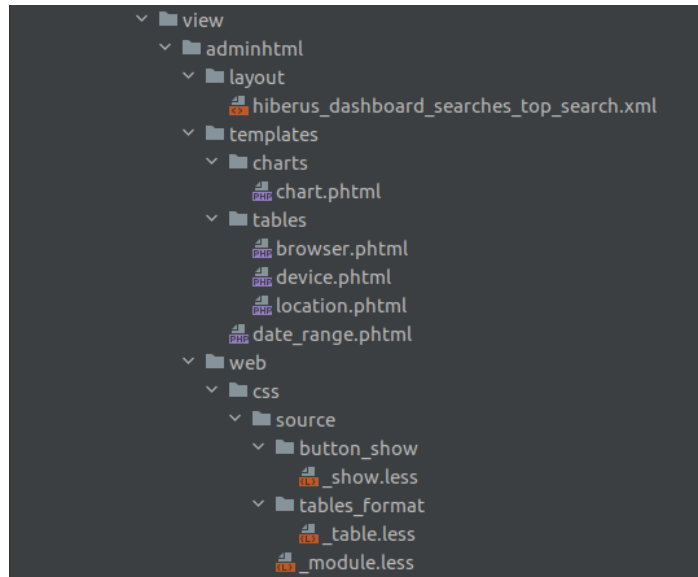 view
adminhtml
layout
hiberus_dashboard_searches_top_search.xml
templates
charts
chart.phtml
tables
browser.phtml
device.phtml
location.phtml
date_range.phtml
web
css
source
button_show
_show.less
tables_format
_table.less
_module.less